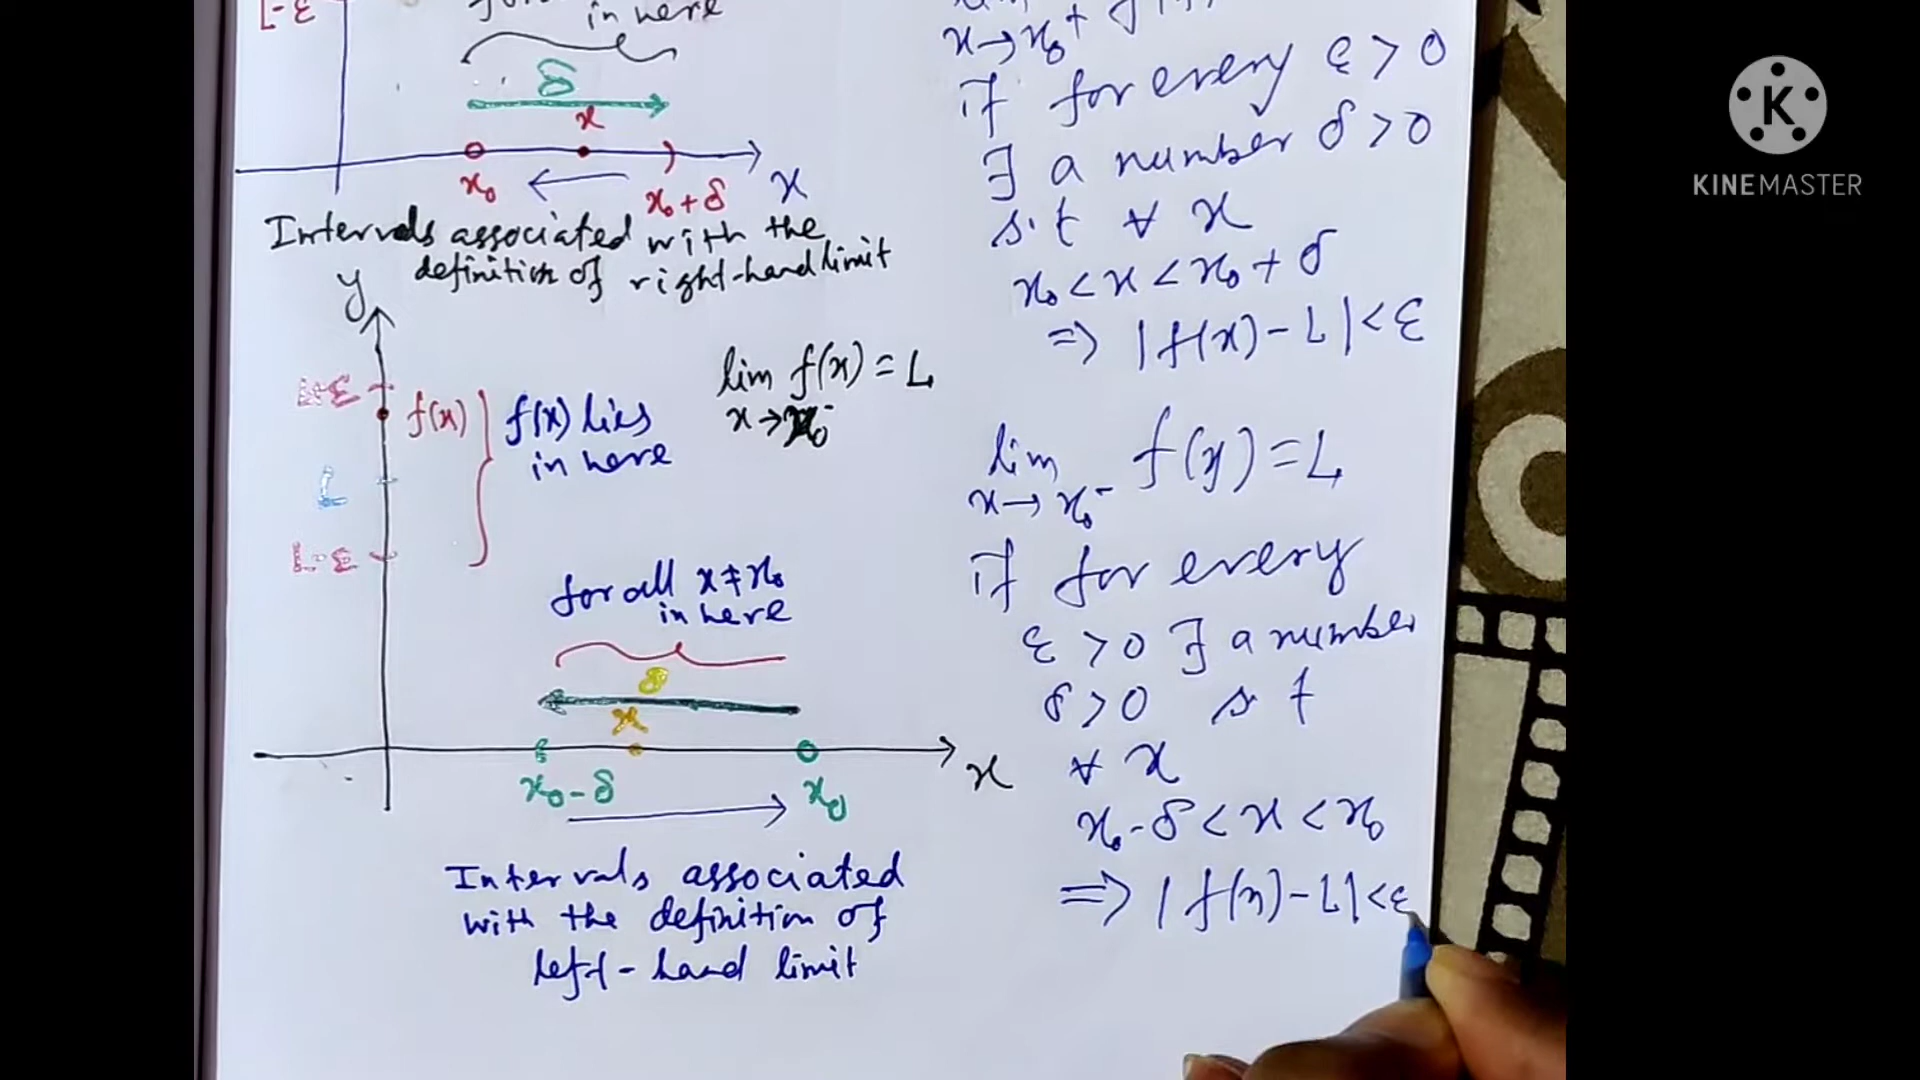 L-ε
in here
δ
x
x₀
x₀+δ
x
Intervals associated with the
definition of right-hand limit
y
L+ε
f(x)
f(x) lies
in here
L
L-ε
lim f(x) = L
x→x₀⁻
for all x≠x₀
in here
δ
x
x₀-δ
x₀
x
Intervals associated
with the definition of
left-hand limit
x→x₀+
if for every ε>0
∃ a number δ>0
s.t ∀ x
x₀<x<x₀+δ
⇒ |f(x)-L|<ε
lim f(x)=L
x→x₀⁻
if for every
ε>0 ∃ a number
δ>0 s t
∀ x
x₀-δ<x<x₀
⇒ |f(x)-L|<ε
K
KINEMASTER